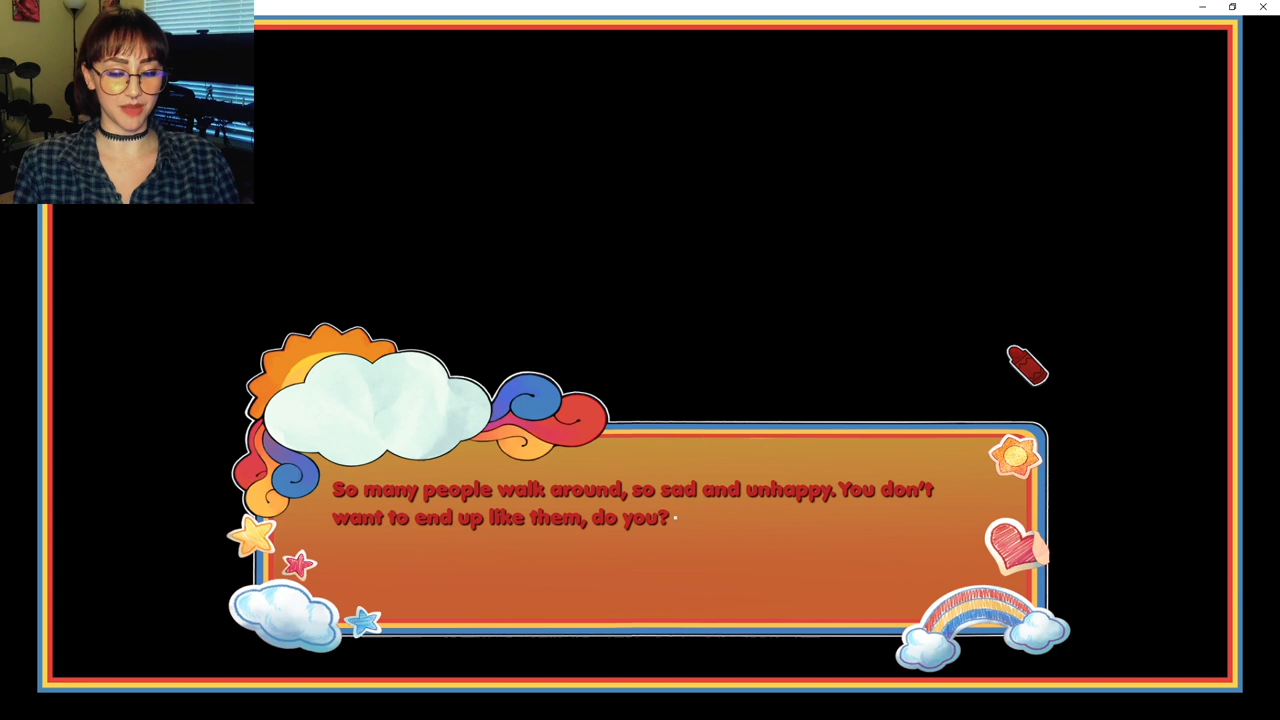 So many people walk around, so sad and unhappy. You don't
want to end up like them, do you?